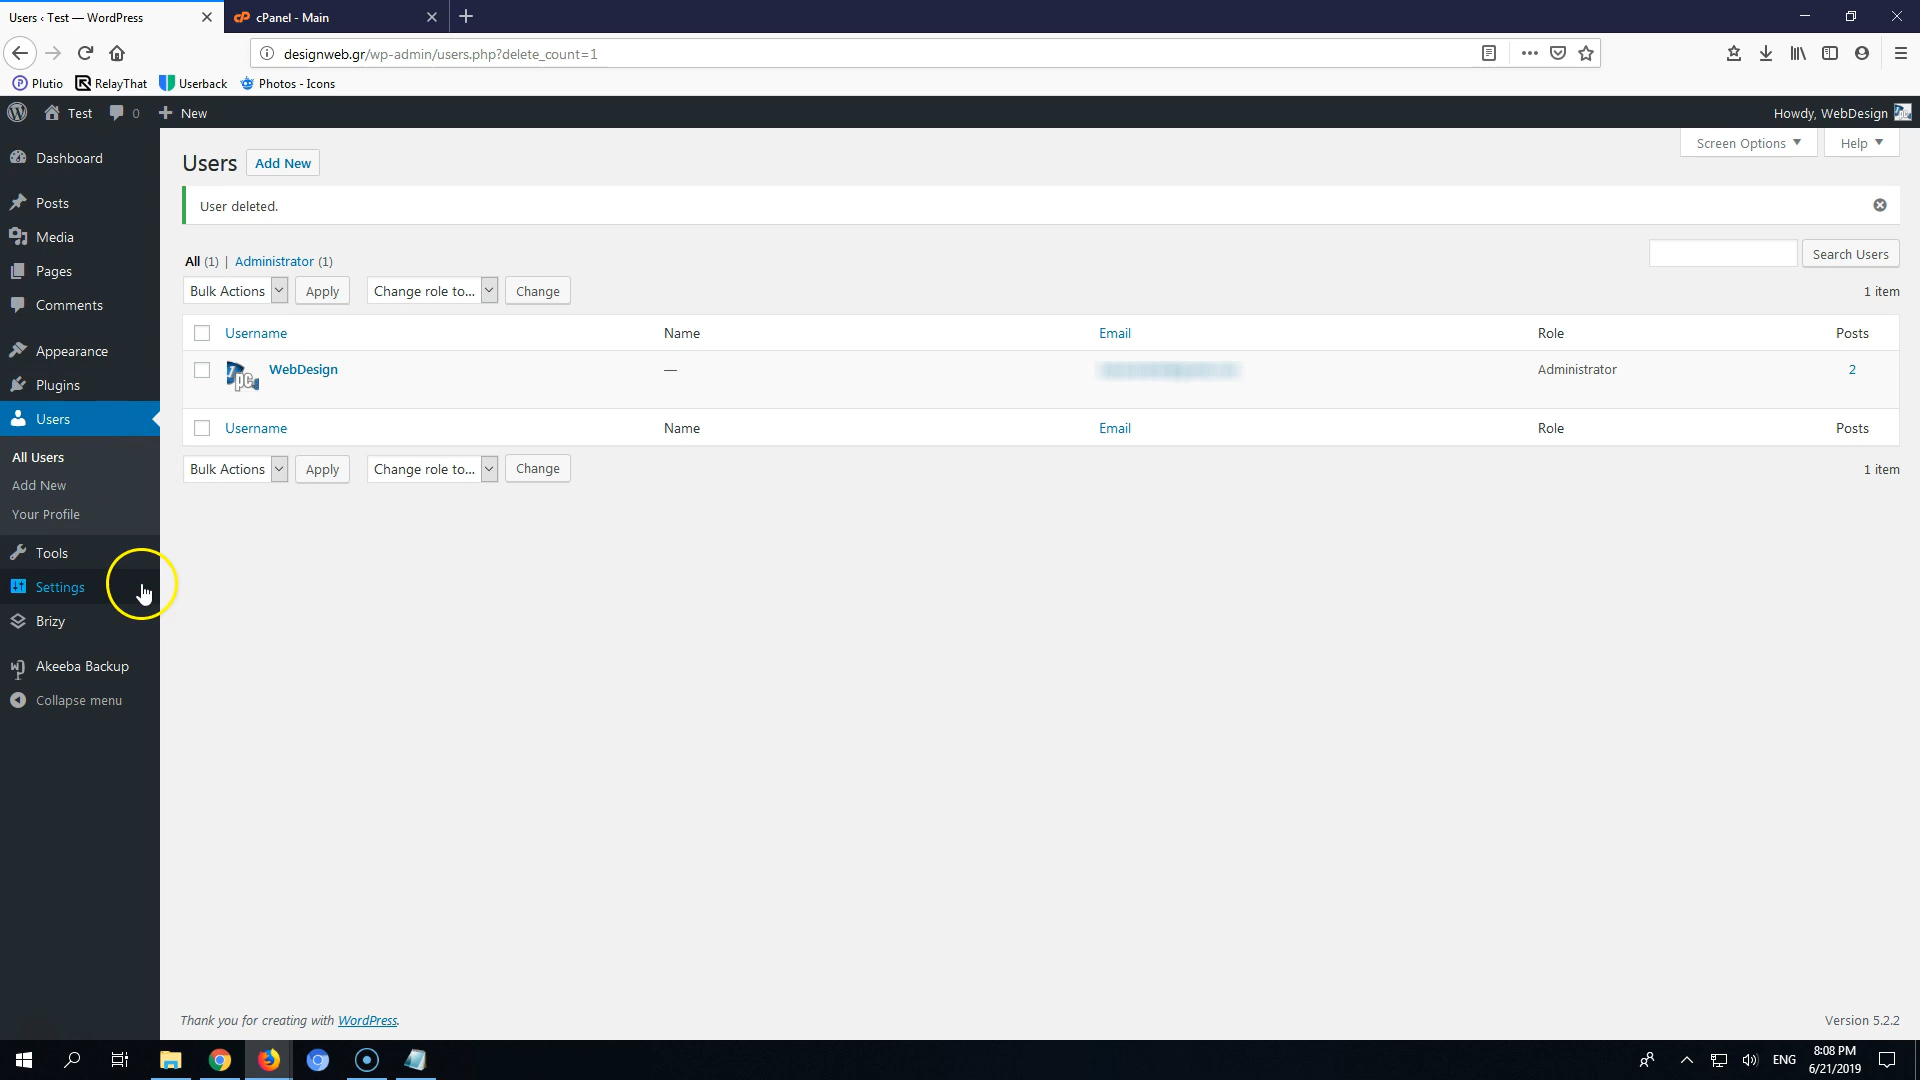 Users ‹ Test — WordPress
cPanel - Main
designweb.gr/wp-admin/users.php?delete_count=1
Plutio
RelayThat
Userback
Photos - Icons
Test
0
New
Howdy, WebDesign
Dashboard
Posts
Media
Pages
Comments
Appearance
Plugins
Users
All Users
Add New
Your Profile
Tools
Settings
Brizy
Akeeba Backup
Collapse menu
Screen Options
Help
Users
Add New
User deleted.
All (1) | Administrator (1)
Search Users
Bulk Actions
Apply
Change role to...
Change
1 item
Username Name Email Role Posts
WebDesign — Administrator 2
Username Name Email Role Posts
Bulk Actions
Apply
Change role to...
Change
1 item
Thank you for creating with WordPress.
Version 5.2.2
ENG
8:08 PM
6/21/2019